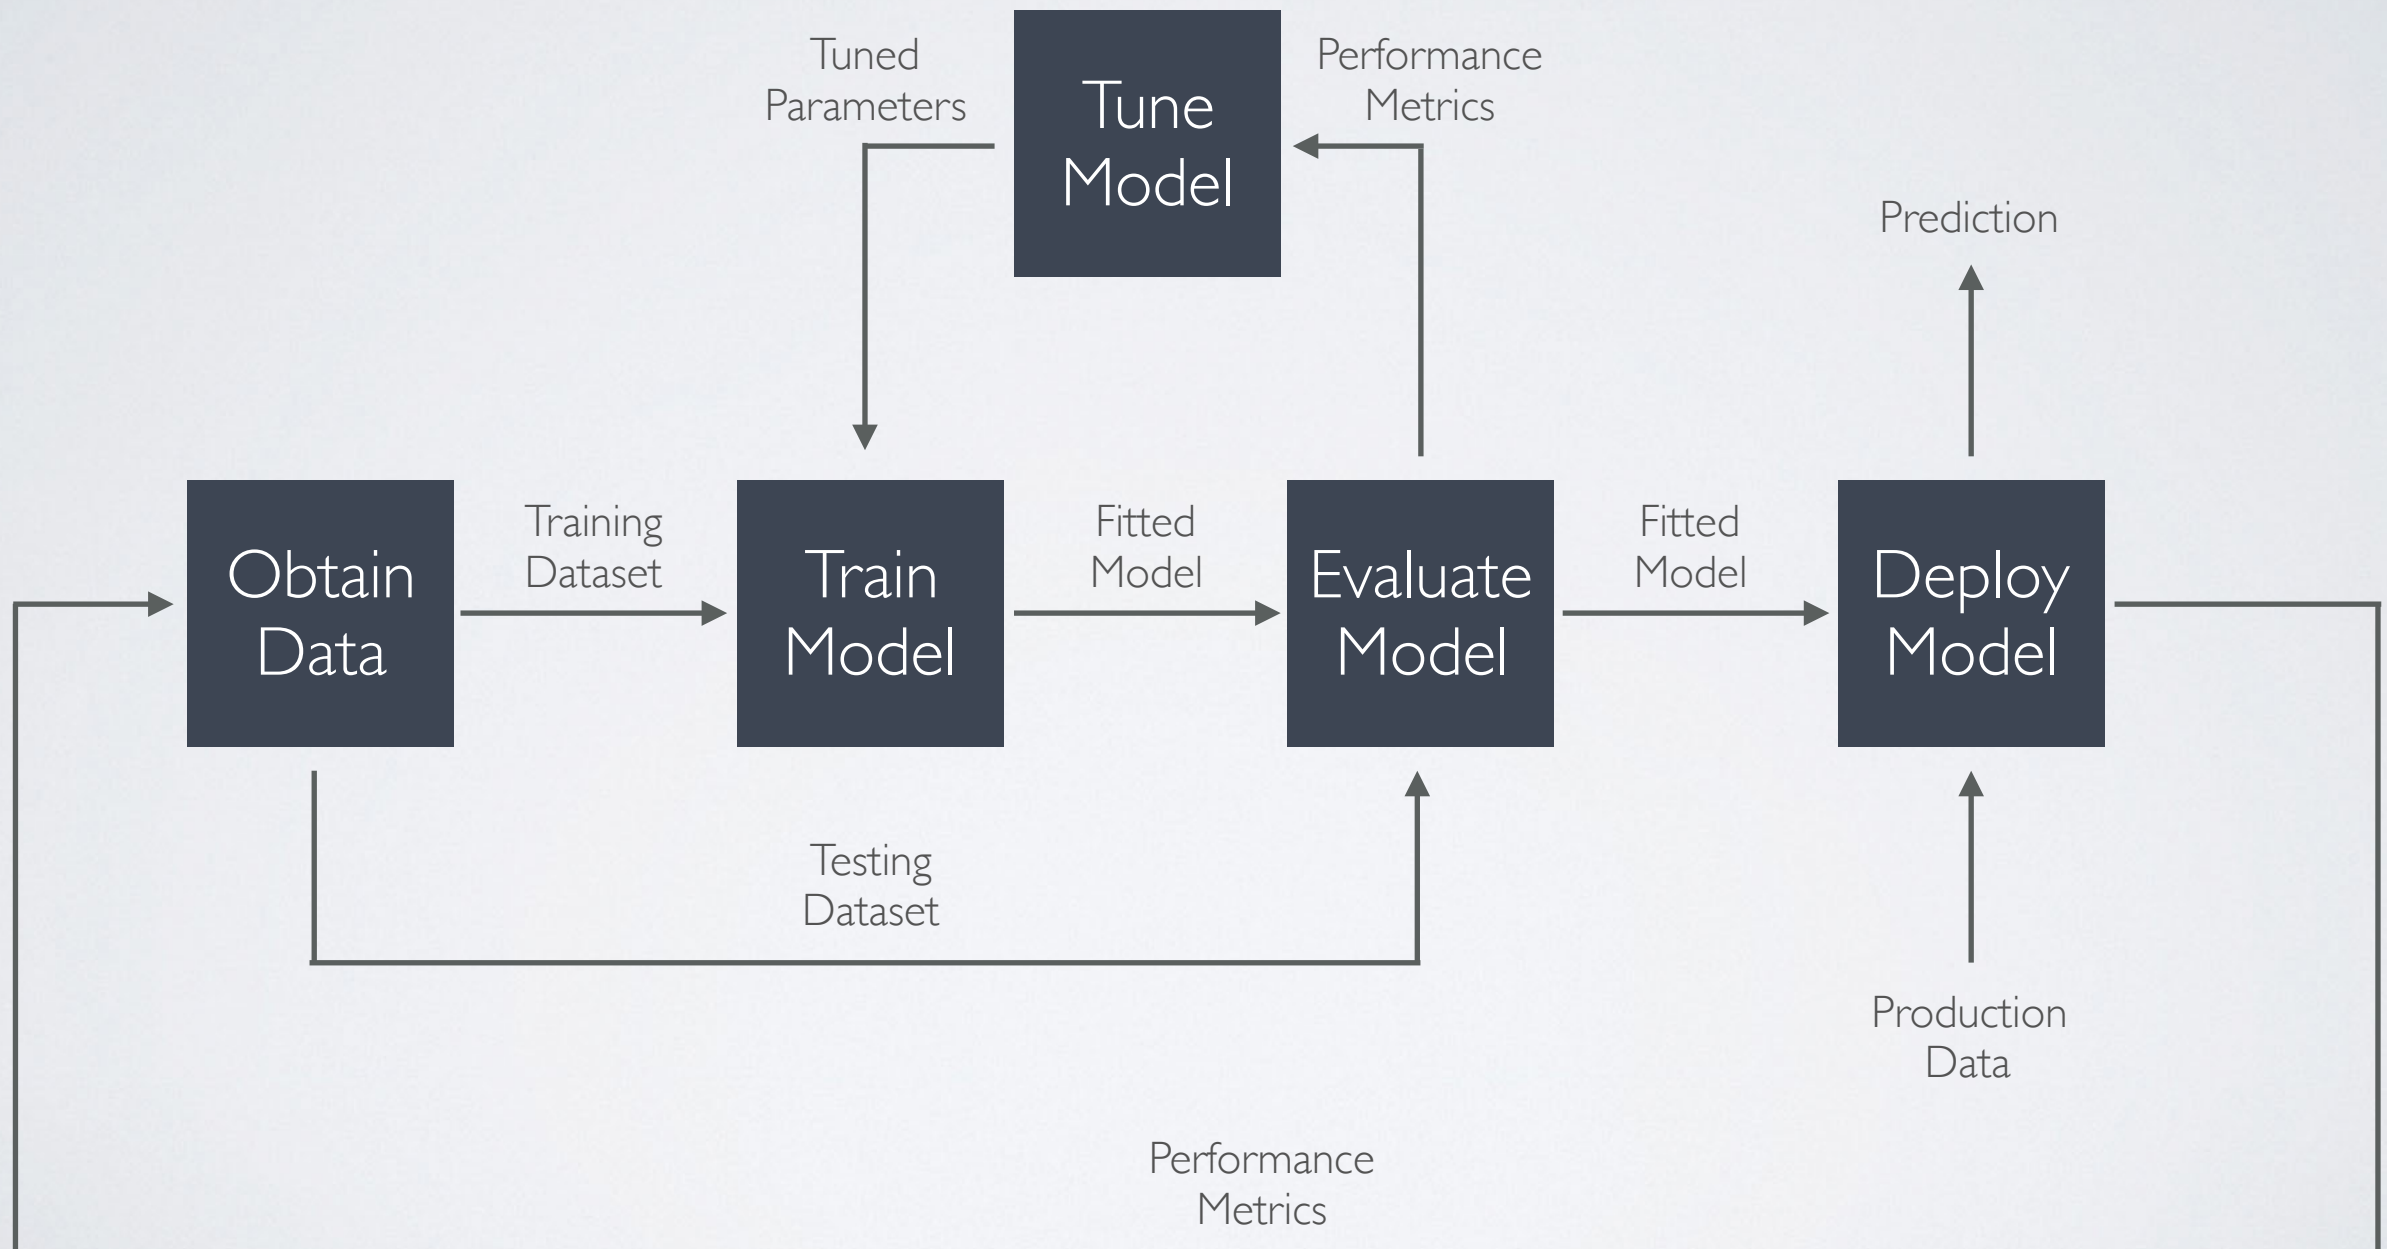 Tuned
Parameters
Tune
Model
Performance
Metrics
Prediction
Obtain
Data
Training
Dataset
Train
Model
Fitted
Model
Evaluate
Model
Fitted
Model
Deploy
Model
Testing
Dataset
Production
Data
Performance
Metrics